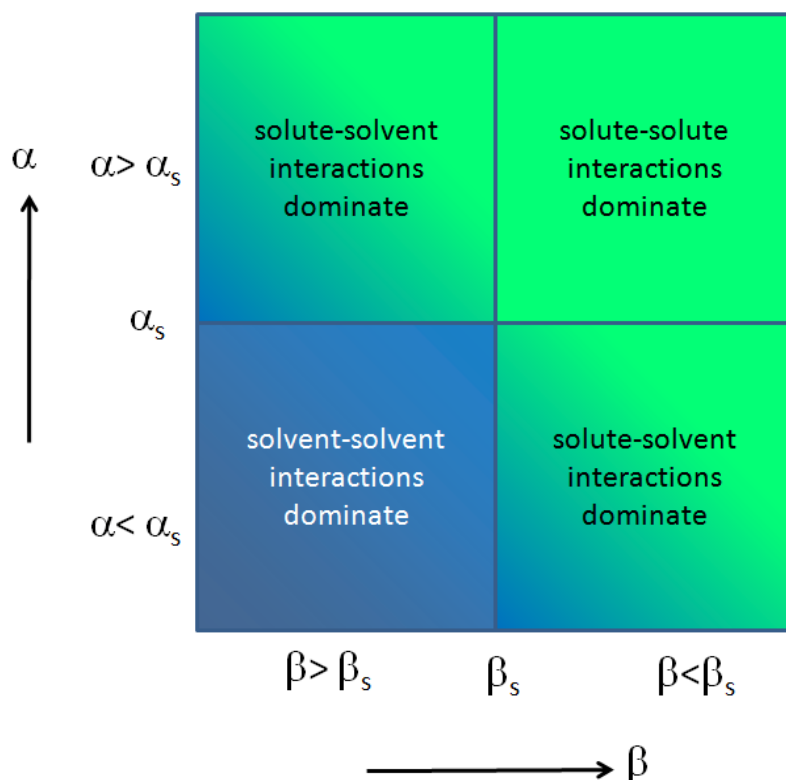 solute-solvent
interactions
dominate
solute-solute
interactions
dominate
α
α> αs
αs
solvent-solvent
interactions
dominate
solute-solvent
interactions
dominate
α< αs
β> βs
βs
β<βs
β